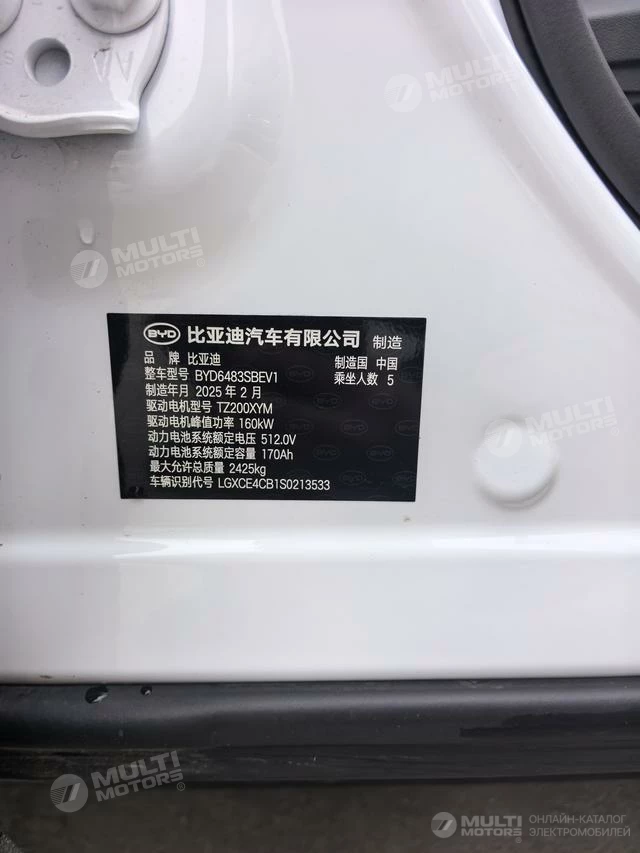 MULTI
MOTORS
MULTI
MOTORS
BYD 比亚迪汽车有限公司 制造
品 牌 比亚迪 制造国 中国
整车型号 BYD6483SBEV1 乘坐人数 5
制造年月 2025 年 2 月
驱动电机型号 TZ200XYM
驱动电机峰值功率 160kW
动力电池系统额定电压 512.0V
动力电池系统额定容量 170Ah
最大允许总质量 2425kg
车辆识别代号 LGXCE4CB1S0213533
MULTI
MOTORS
MULTI
MOTORS
ОНЛАЙН-КАТАЛОГ
ЭЛЕКТРОМОБИЛЕЙ